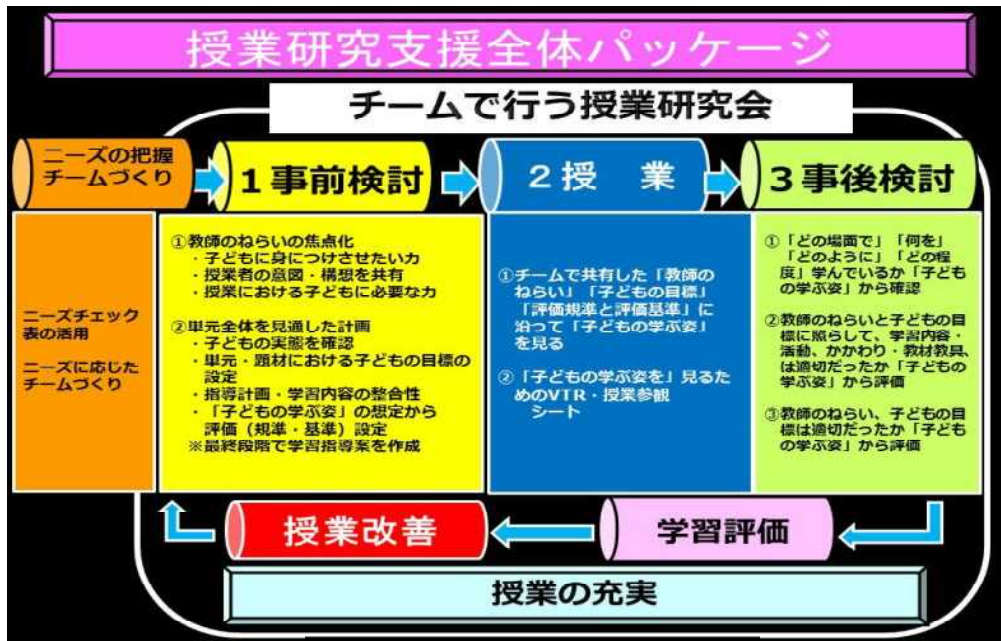 授業研究支援全体パッケージ
チームで行う授業研究会
ニーズの把握
チームづくり
1事前検討
2授　業
3事後検討
ニーズチェック
表の活用
ニーズに応じた
チームづくり
①教師のねらいの焦点化
・子どもに身につけさせたい力
・授業者の意図・構想を共有
・授業における子どもに必要な力
②単元全体を見通した計画
・子どもの実態を確認
・単元・題材における子どもの目標の
設定
・指導計画・学習内容の整合性
・「子どもの学ぶ姿」の想定から
評価（規準・基準）設定
※最終段階で学習指導案を作成
①チームで共有した「教師の
ねらい」「子どもの目標」
「評価規準と評価基準」に
沿って「子どもの学ぶ姿」
を見る
②「子どもの学ぶ姿を」見るた
めのVTR・授業参観
シート
①「どの場面で」「何を」
「どのように」「どの程
度」学んでいるか「子ども
の学ぶ姿」から確認
②教師のねらいと子どもの目
標に照らして、学習内容・
活動、かかわり・教材教具、
は適切だったか「子どもの
学ぶ姿」から評価
③教師のねらい、子どもの目
標は適切だったか「子ども
の学ぶ姿」から評価
授業改善
学習評価
授業の充実